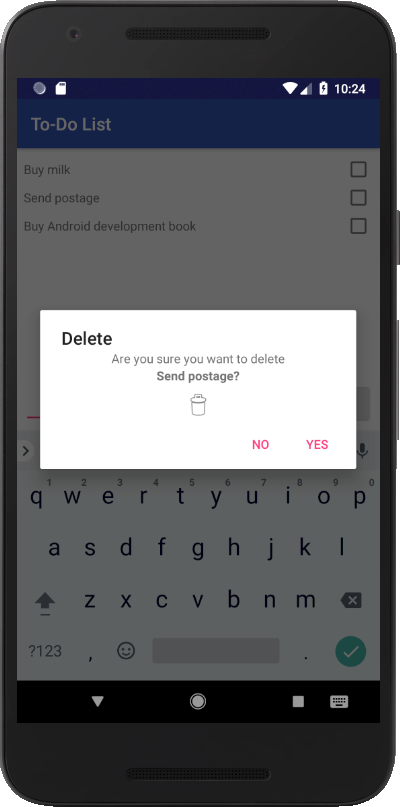 10:24
To-Do List
Buy milk
Send postage
Buy Android development book
Delete
Are you sure you want to delete
Send postage?
NO YES
1 2 3 4 5 6 7 8 9 0
q w e r t y u i o p
a s d f g h j k l
z x c v b n m
?123 , .